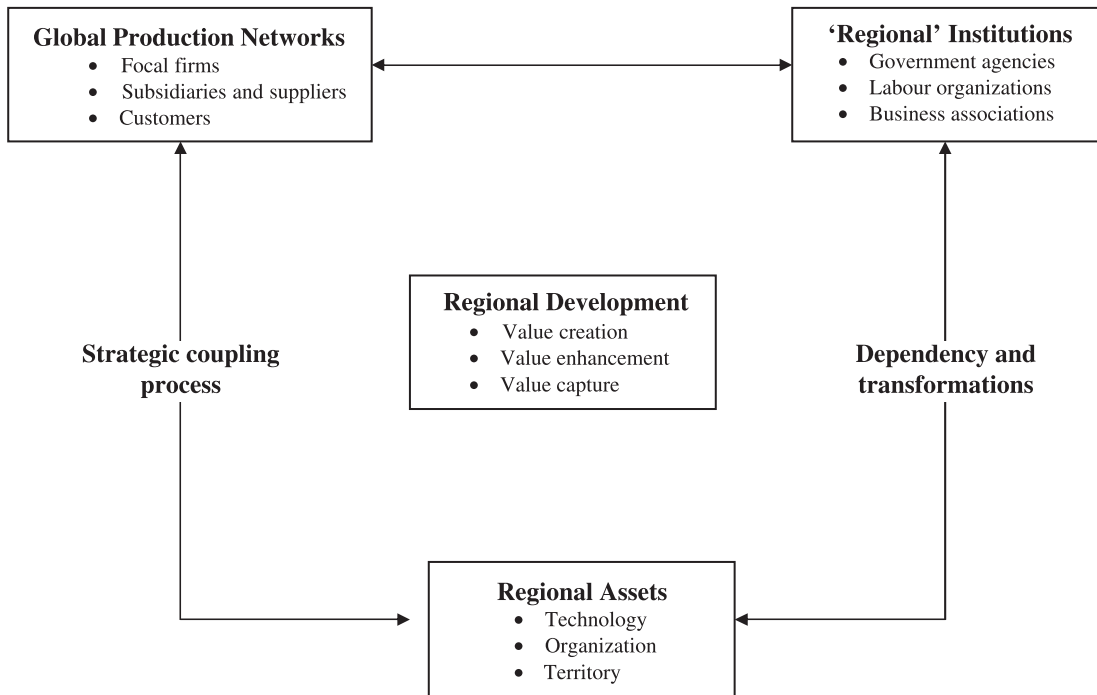 Global Production Networks
• Focal firms
• Subsidiaries and suppliers
• Customers
‘Regional’ Institutions
• Government agencies
• Labour organizations
• Business associations
Regional Development
• Value creation
• Value enhancement
• Value capture
Strategic coupling
process
Dependency and
transformations
Regional Assets
• Technology
• Organization
• Territory